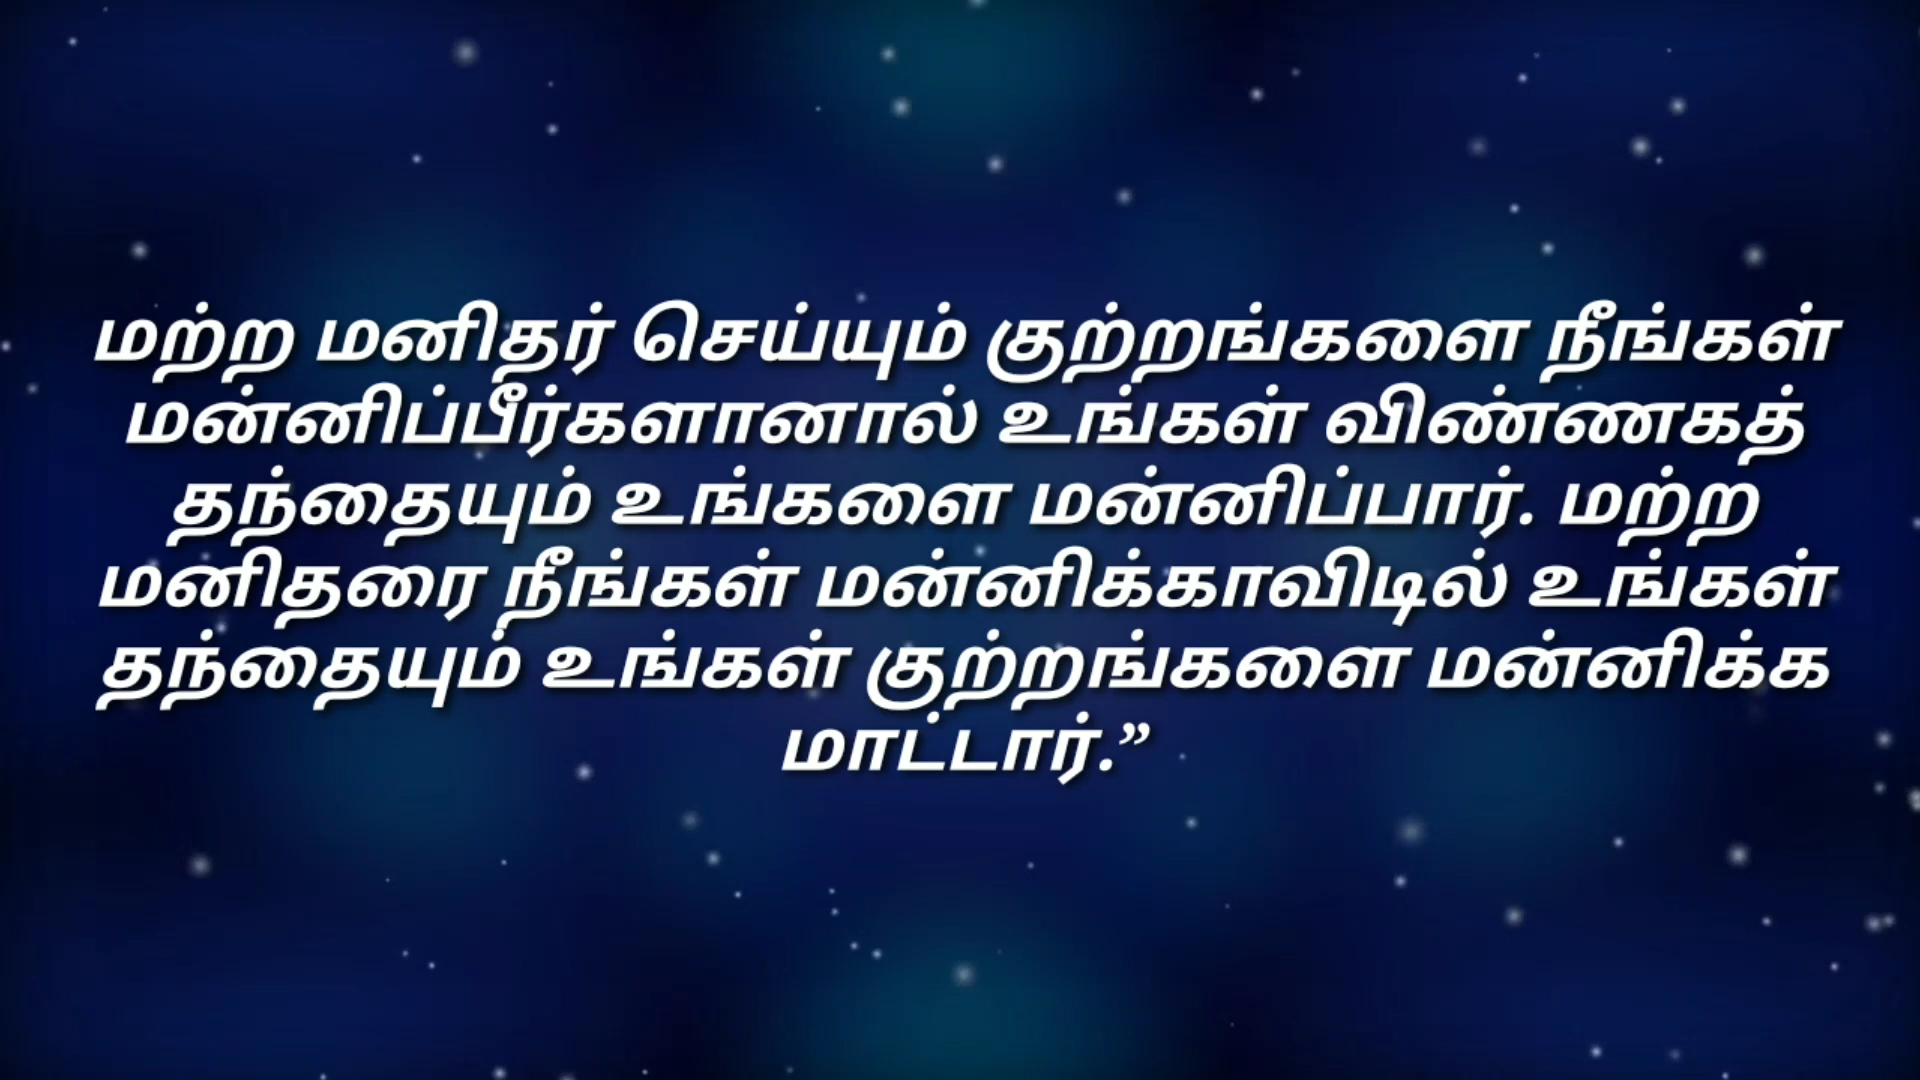 மற்ற மனிதர் செய்யும் குற்றங்களை நீங்கள்
மன்னிப்பீர்களானால் உங்கள் விண்ணகத்
தந்தையும் உங்களை மன்னிப்பார். மற்ற
மனிதரை நீங்கள் மன்னிக்காவிடில் உங்கள்
தந்தையும் உங்கள் குற்றங்களை மன்னிக்க
மாட்டார்.”